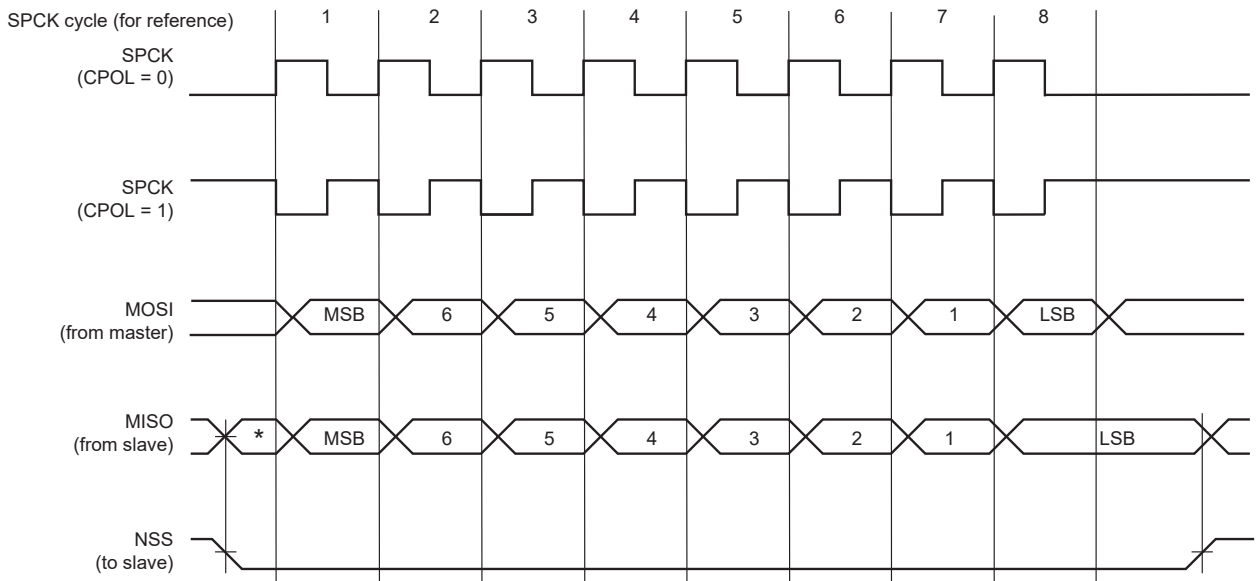 SPCK cycle (for reference) 1 2 3 4 5 6 7 8
SPCK
(CPOL = 0)
SPCK
(CPOL = 1)
MOSI
(from master)
MSB 6 5 4 3 2 1 LSB
MISO
(from slave)
* MSB 6 5 4 3 2 1 LSB
NSS
(to slave)